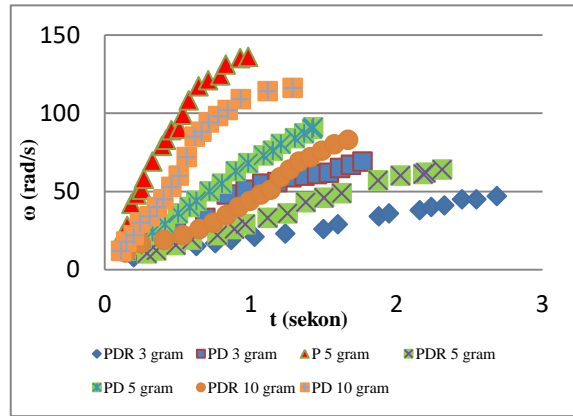 150
100
50
0
ω (rad/s)
0 1 2 3
t (sekon)
PDR 3 gram PD 3 gram P 5 gram PDR 5 gram
PD 5 gram PDR 10 gram PD 10 gram